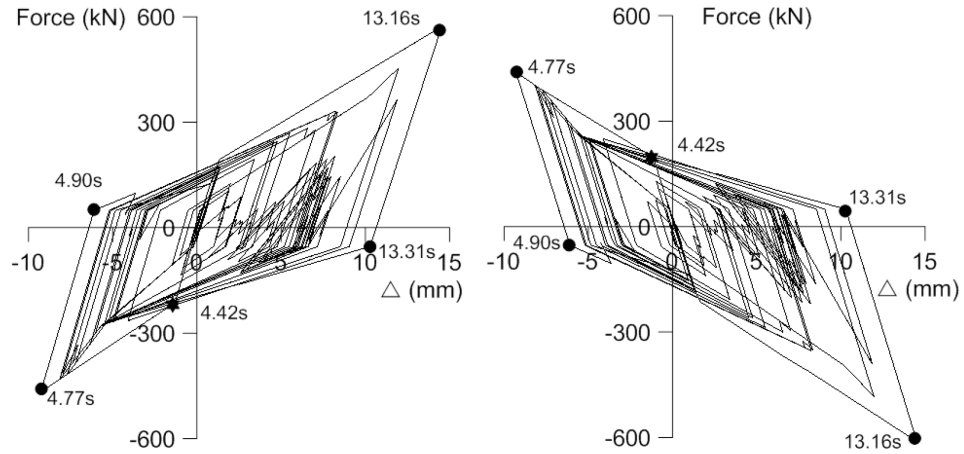 Force (kN)
600
13.16s
300
4.90s
0
-10
-5
0
5
10
15
13.31s
△ (mm)
4.42s
-300
4.77s
-600
600
Force (kN)
4.77s
300
4.42s
13.31s
0
4.90s
-10
-5
0
5
10
15
△ (mm)
-300
13.16s
-600